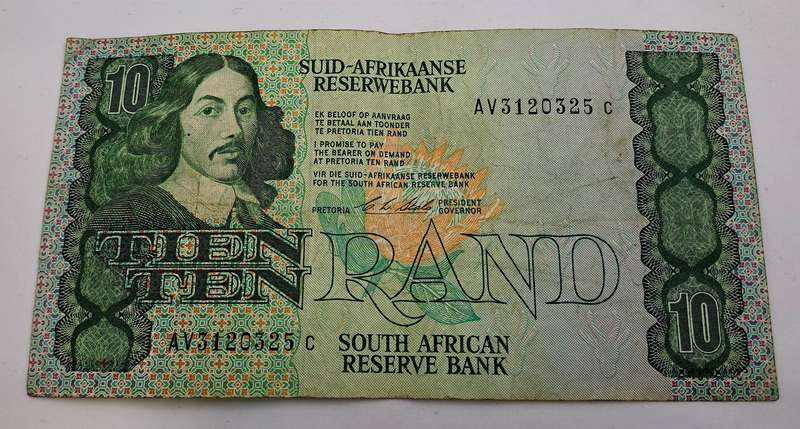 10
SUID-AFRIKAANSE
RESERWEBANK
AV3120325 C
EK BELOOF OP AANVRAAG
TE BETAAL AAN TOONDER
TE PRETORIA TIEN RAND
I PROMISE TO PAY
THE BEARER ON DEMAND
AT PRETORIA TEN RAND
VIR DIE SUID-AFRIKAANSE RESERWEBANK
FOR THE SOUTH AFRICAN RESERVE BANK
PRETORIA
PRESIDENT
GOVERNOR
TIEN
TEN
RAND
AV3120325 C
SOUTH AFRICAN
RESERVE BANK
10